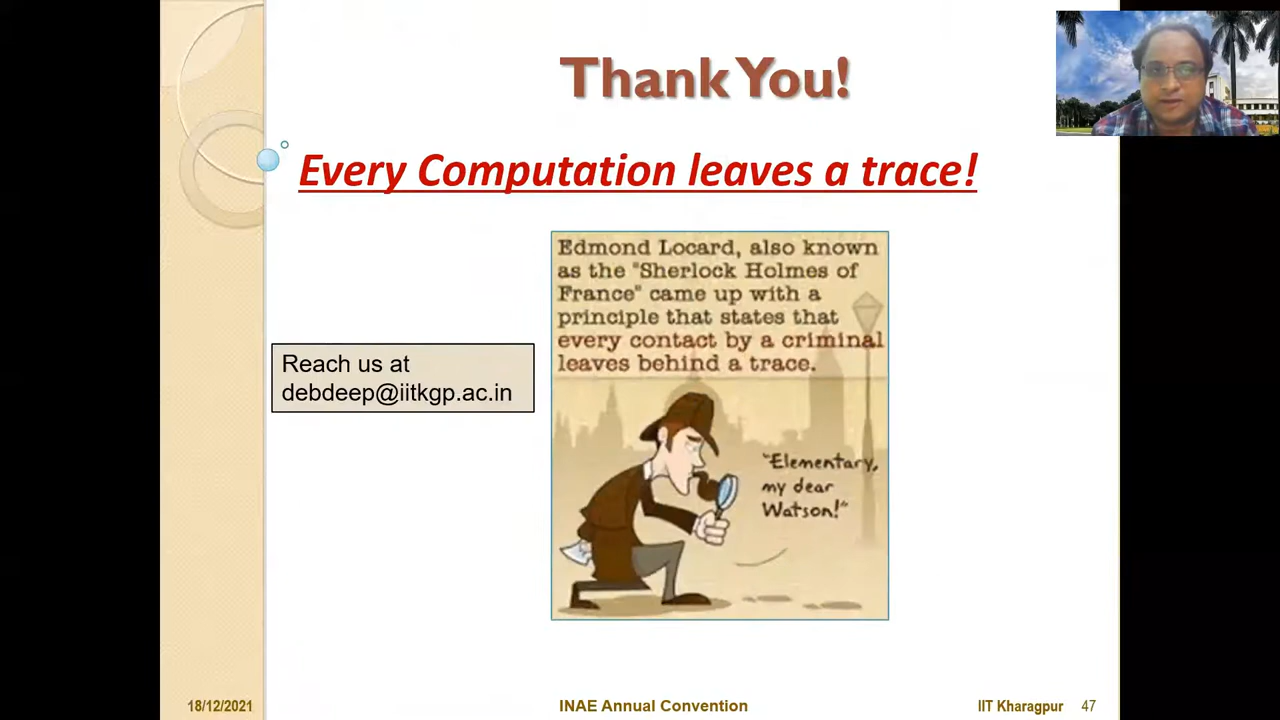 Thank You!
Every Computation leaves a trace!
Edmond Locard, also known
as the "Sherlock Holmes of
France" came up with a
principle that states that
every contact by a criminal
leaves behind a trace.
Reach us at
debdeep@iitkgp.ac.in
"Elementary,
my dear
Watson!"
18/12/2021
INAE Annual Convention
IIT Kharagpur 47